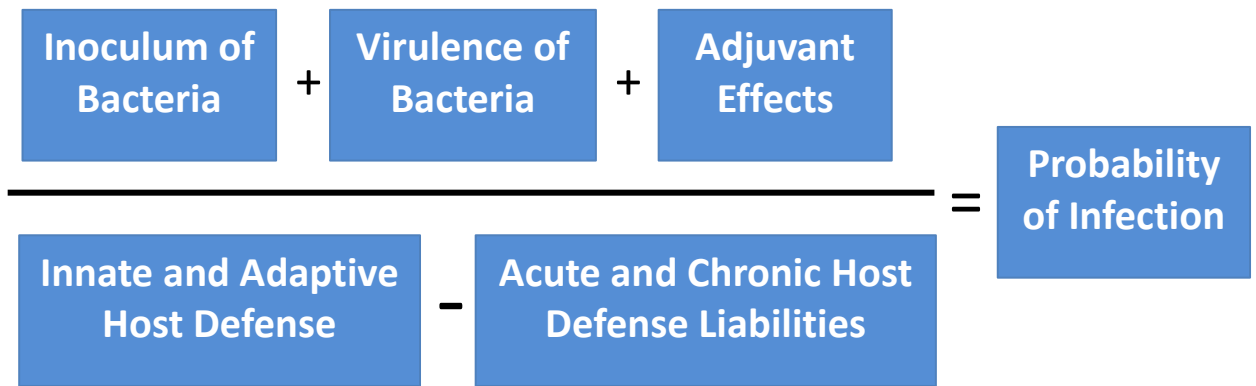 Inoculum of
Bacteria
+
Virulence of
Bacteria
+
Adjuvant
Effects
Innate and Adaptive
Host Defense
–
Acute and Chronic Host
Defense Liabilities
=
Probability
of Infection